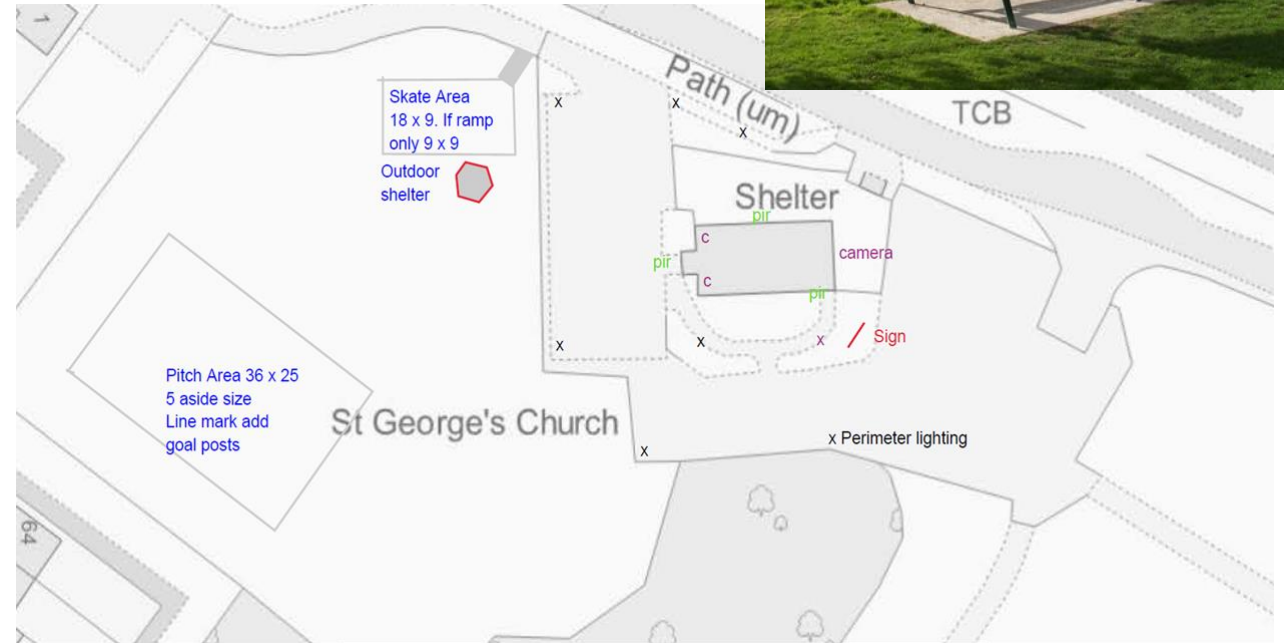 1
Path (um)
TCB
Skate Area
18 x 9. If ramp
only 9 x 9
x
x
x
Outdoor
shelter
Shelter
pir
c
camera
pir
c
pir
x
x
x
Sign
Pitch Area 36 x 25
5 aside size
Line mark add
goal posts
St George's Church
x Perimeter lighting
x
64